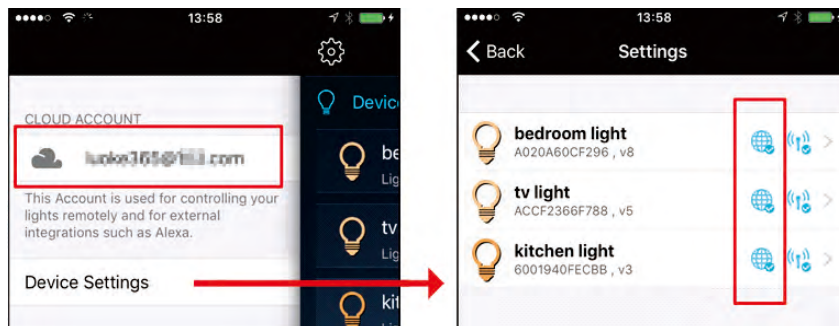 13:58
CLOUD ACCOUNT
This Account is used for controlling your
lights remotely and for external
integrations such as Alexa.
Device Settings
Devic
be
Lig
tv
Lig
kit
13:58
Back
Settings
bedroom light
A020A60CF296 , v8
tv light
ACCF2366F788 , v5
kitchen light
6001940FECBB , v3